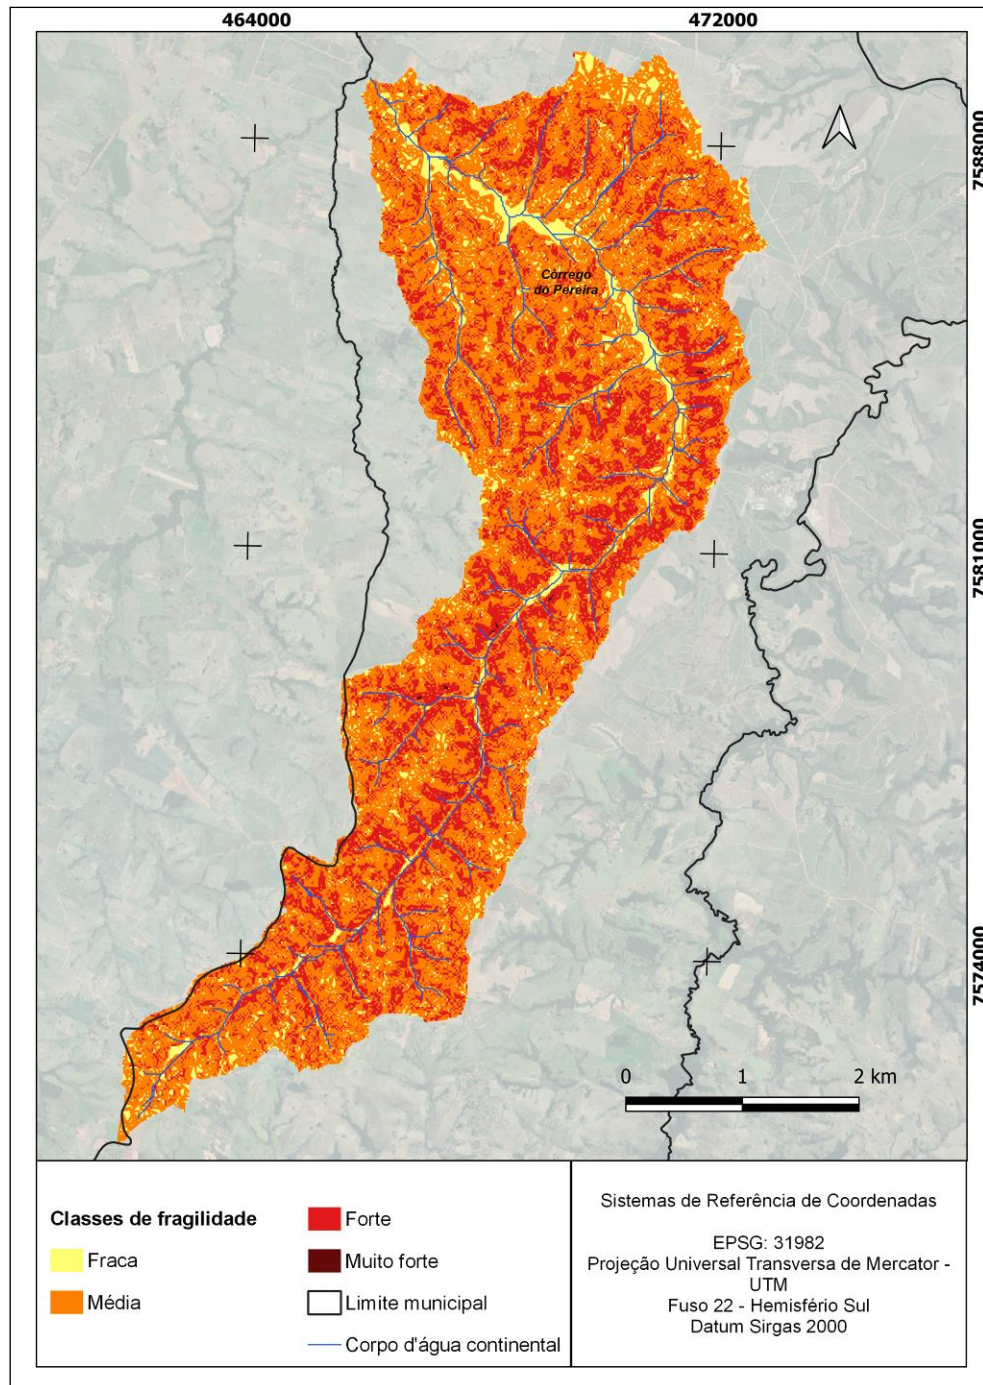 464000
472000
7588000
Córrego
do Pereira
7581000
7574000
0 1 2 km
Classes de fragilidade
Fraca
Média
Forte
Muito forte
Limite municipal
Corpo d'água continental
Sistemas de Referência de Coordenadas
EPSG: 31982
Projeção Universal Transversa de Mercator -
UTM
Fuso 22 - Hemisfério Sul
Datum Sirgas 2000